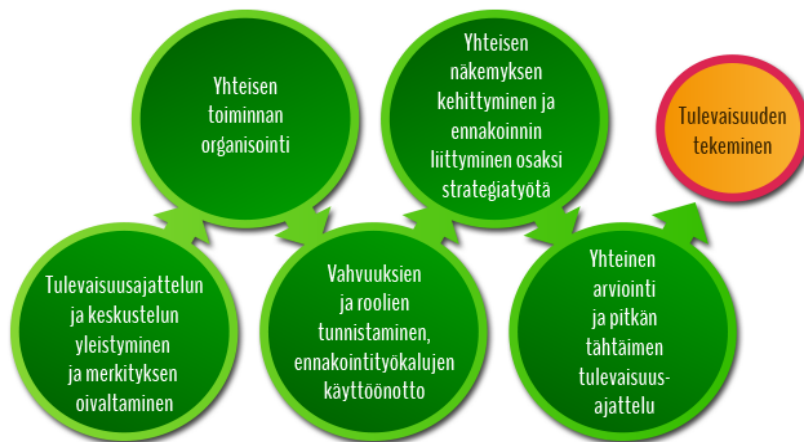 Tulevaisuusajattelun
ja keskustelun
yleistyminen
ja merkityksen
oivaltaminen
Yhteisen
toiminnan
organisointi
Vahvuuksien
ja roolien
tunnistaminen,
ennakointityökalujen
käyttöönotto
Yhteisen
näkemyksen
kehittyminen ja
ennakoinnin
liittyminen osaksi
strategiatyötä
Yhteinen
arviointi
ja pitkän
tähtäimen
tulevaisuus-
ajattelu
Tulevaisuuden
tekeminen